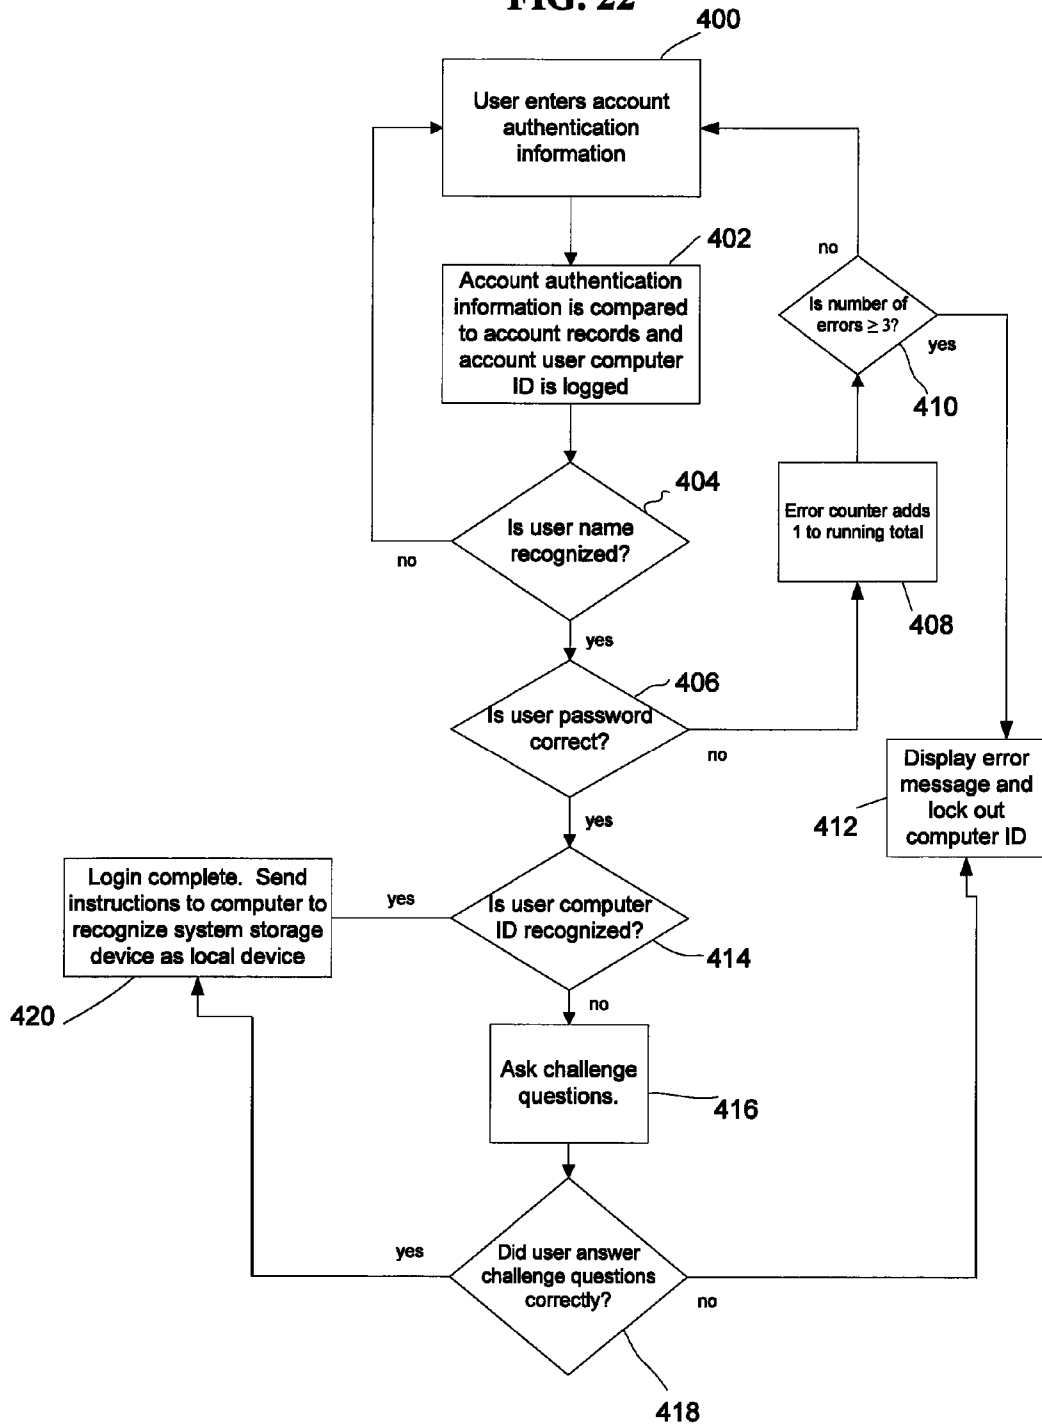 FIG. 22
400
User enters account
authentication
information
402
Account authentication
information is compared
to account records and
account user computer
ID is logged
no
Is number of
errors ≥ 3?
yes
410
404
Is user name
recognized?
no
Error counter adds
1 to running total
408
yes
406
Is user password
correct?
no
Display error
message and
lock out
computer ID
412
yes
Login complete. Send
instructions to computer to
recognize system storage
device as local device
yes
Is user computer
ID recognized?
414
420
no
Ask challenge
questions.
416
yes
Did user answer
challenge questions
correctly?
no
418